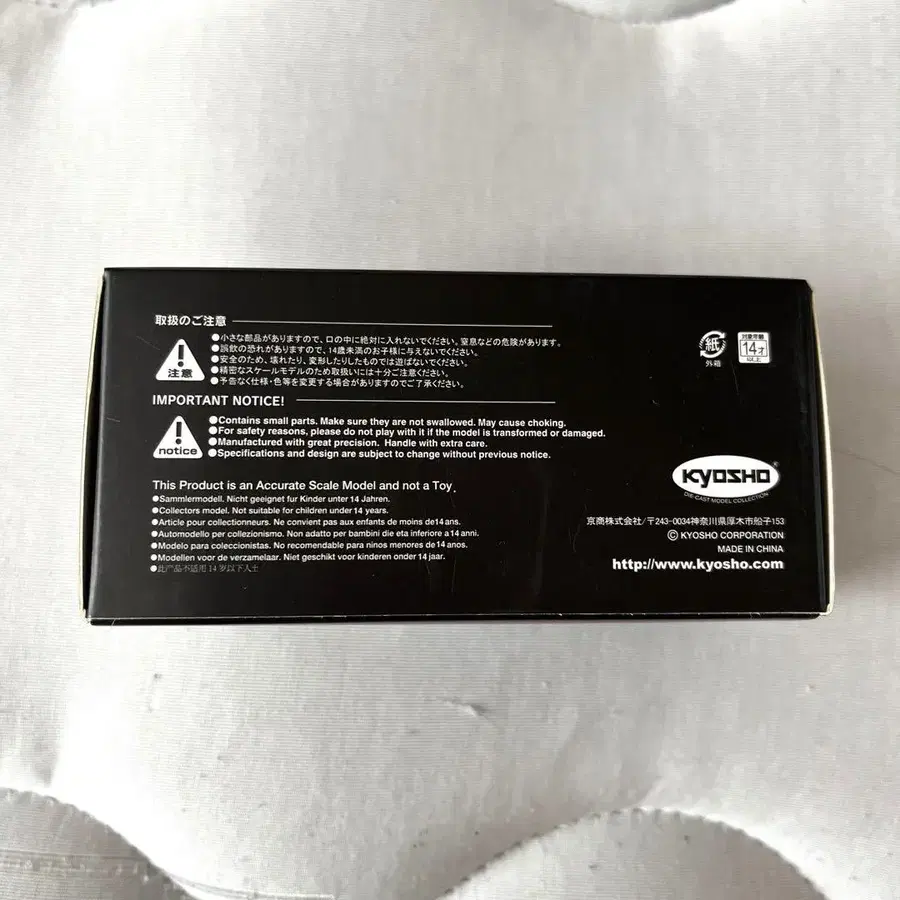 取扱のご注意
●小さな部品がありますので、口の中に絶対に入れないでください。窒息などの危険があります。
●誤飲の恐れがありますので、14歳未満のお子様に与えないでください。
●安全のため、壊れたり、変形したりしたものでは遊ばないでください。
●精密なスケールモデルのため取扱いには十分ご注意ください。
●予告なく仕様・色等を変更する場合がありますのでご了承ください。
注意
紙
外箱
対象年齢
14才
以上
IMPORTANT NOTICE!
●Contains small parts. Make sure they are not swallowed. May cause choking.
●For safety reasons, please do not play with it if the model is transformed or damaged.
●Manufactured with great precision. Handle with extra care.
●Specifications and design are subject to change without previous notice.
notice
This Product is an Accurate Scale Model and not a Toy.
●Sammlermodell. Nicht geeignet fur Kinder unter 14 Jahren.
●Collectors model. Not suitable for children under 14 years.
●Article pour collectionneurs. Ne convient pas aux enfants de moins de14 ans.
●Automodello per collezionismo. Non adatto per bambini die eta inferiore a 14 anni.
●Modelo para coleccionistas. No recomendable para ninos menores de 14 anos.
●Modellen voor de verzamelaar. Niet geschikt voor kinderen onder 14 jaar.
●此产品不适用14岁以下人士
KYOSHO
DIE-CAST MODEL COLLECTION
京商株式会社/〒243-0034神奈川県厚木市船子153
© KYOSHO CORPORATION
MADE IN CHINA
http://www.kyosho.com